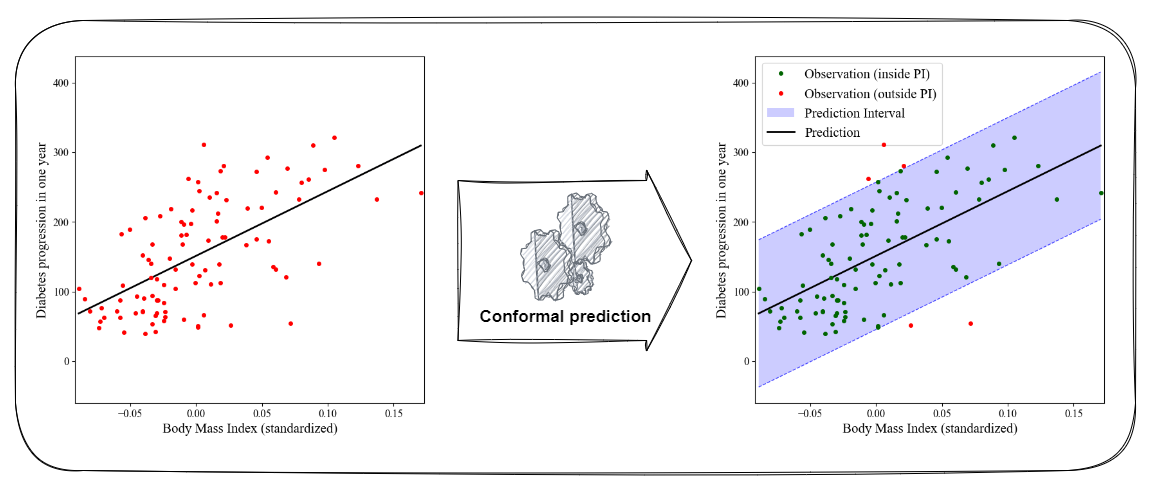 400
300
200
100
0
Diabetes progression in one year
−0.05
0.00
0.05
0.10
0.15
Body Mass Index (standardized)
Conformal prediction
Observation (inside PI)
Observation (outside PI)
Prediction Interval
Prediction
400
300
200
100
0
Diabetes progression in one year
−0.05
0.00
0.05
0.10
0.15
Body Mass Index (standardized)